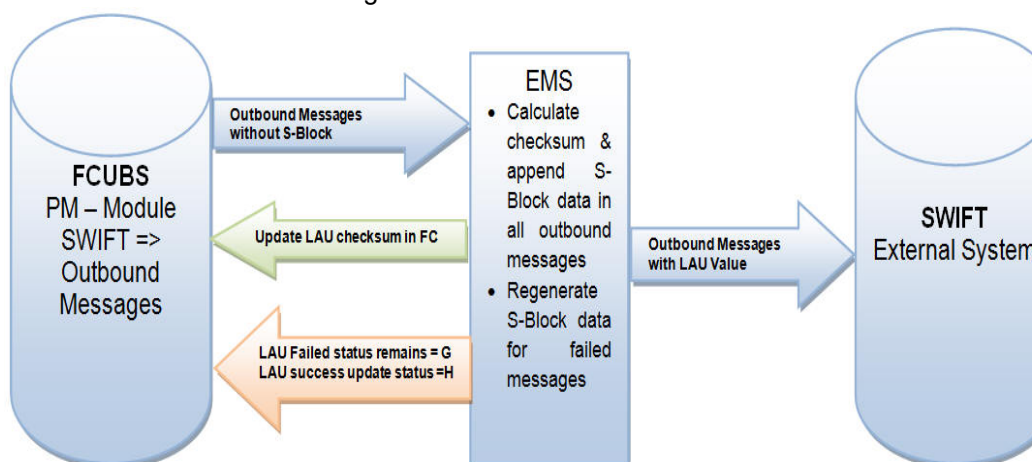 FCUBS
PM – Module
SWIFT =>
Outbound
Messages
Outbound Messages
without S-Block
Update LAU checksum in FC
LAU Failed status remains = G
LAU success update status =H
EMS
• Calculate
checksum &
append S-
Block data in
all outbound
messages
• Regenerate
S-Block data
for failed
messages
Outbound Messages
with LAU Value
SWIFT
External System